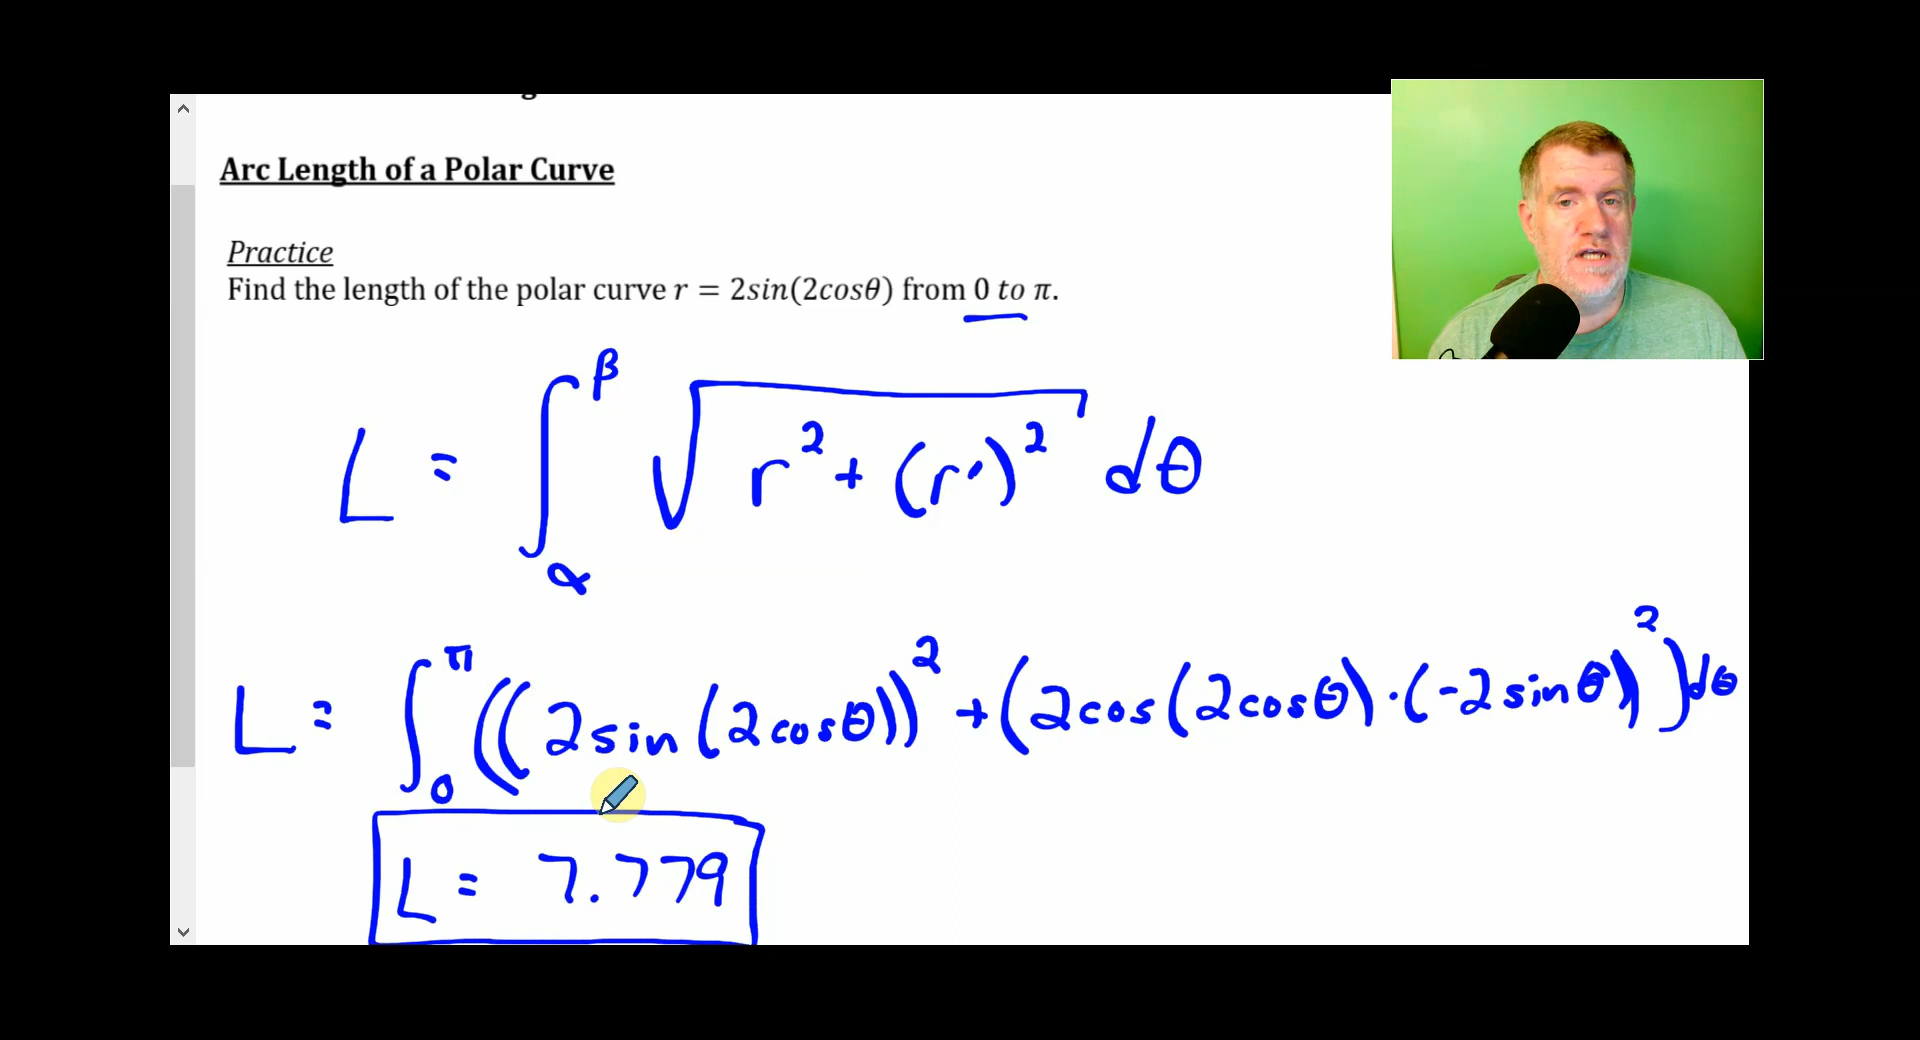 Arc Length of a Polar Curve
Practice
Find the length of the polar curve r = 2sin(2cosθ) from 0 to π.
L = ∫_α^β √(r² + (r')²) dθ
L = ∫_0^π ((2sin(2cosθ))² + (2cos(2cosθ)·(-2sinθ))²)dθ
L = 7.779